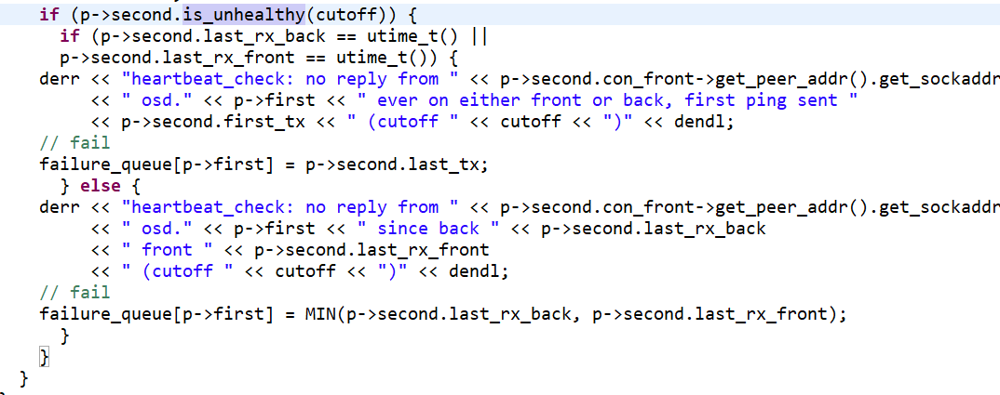 if (p->second.is_unhealthy(cutoff)) {
if (p->second.last_rx_back == utime_t() ||
p->second.last_rx_front == utime_t()) {
derr << "heartbeat_check: no reply from " << p->second.con_front->get_peer_addr().get_sockaddr
<< " osd." << p->first << " ever on either front or back, first ping sent "
<< p->second.first_tx << " (cutoff " << cutoff << ")" << dendl;
// fail
failure_queue[p->first] = p->second.last_tx;
} else {
derr << "heartbeat_check: no reply from " << p->second.con_front->get_peer_addr().get_sockaddr
<< " osd." << p->first << " since back " << p->second.last_rx_back
<< " front " << p->second.last_rx_front
<< " (cutoff " << cutoff << ")" << dendl;
// fail
failure_queue[p->first] = MIN(p->second.last_rx_back, p->second.last_rx_front);
}
}
}